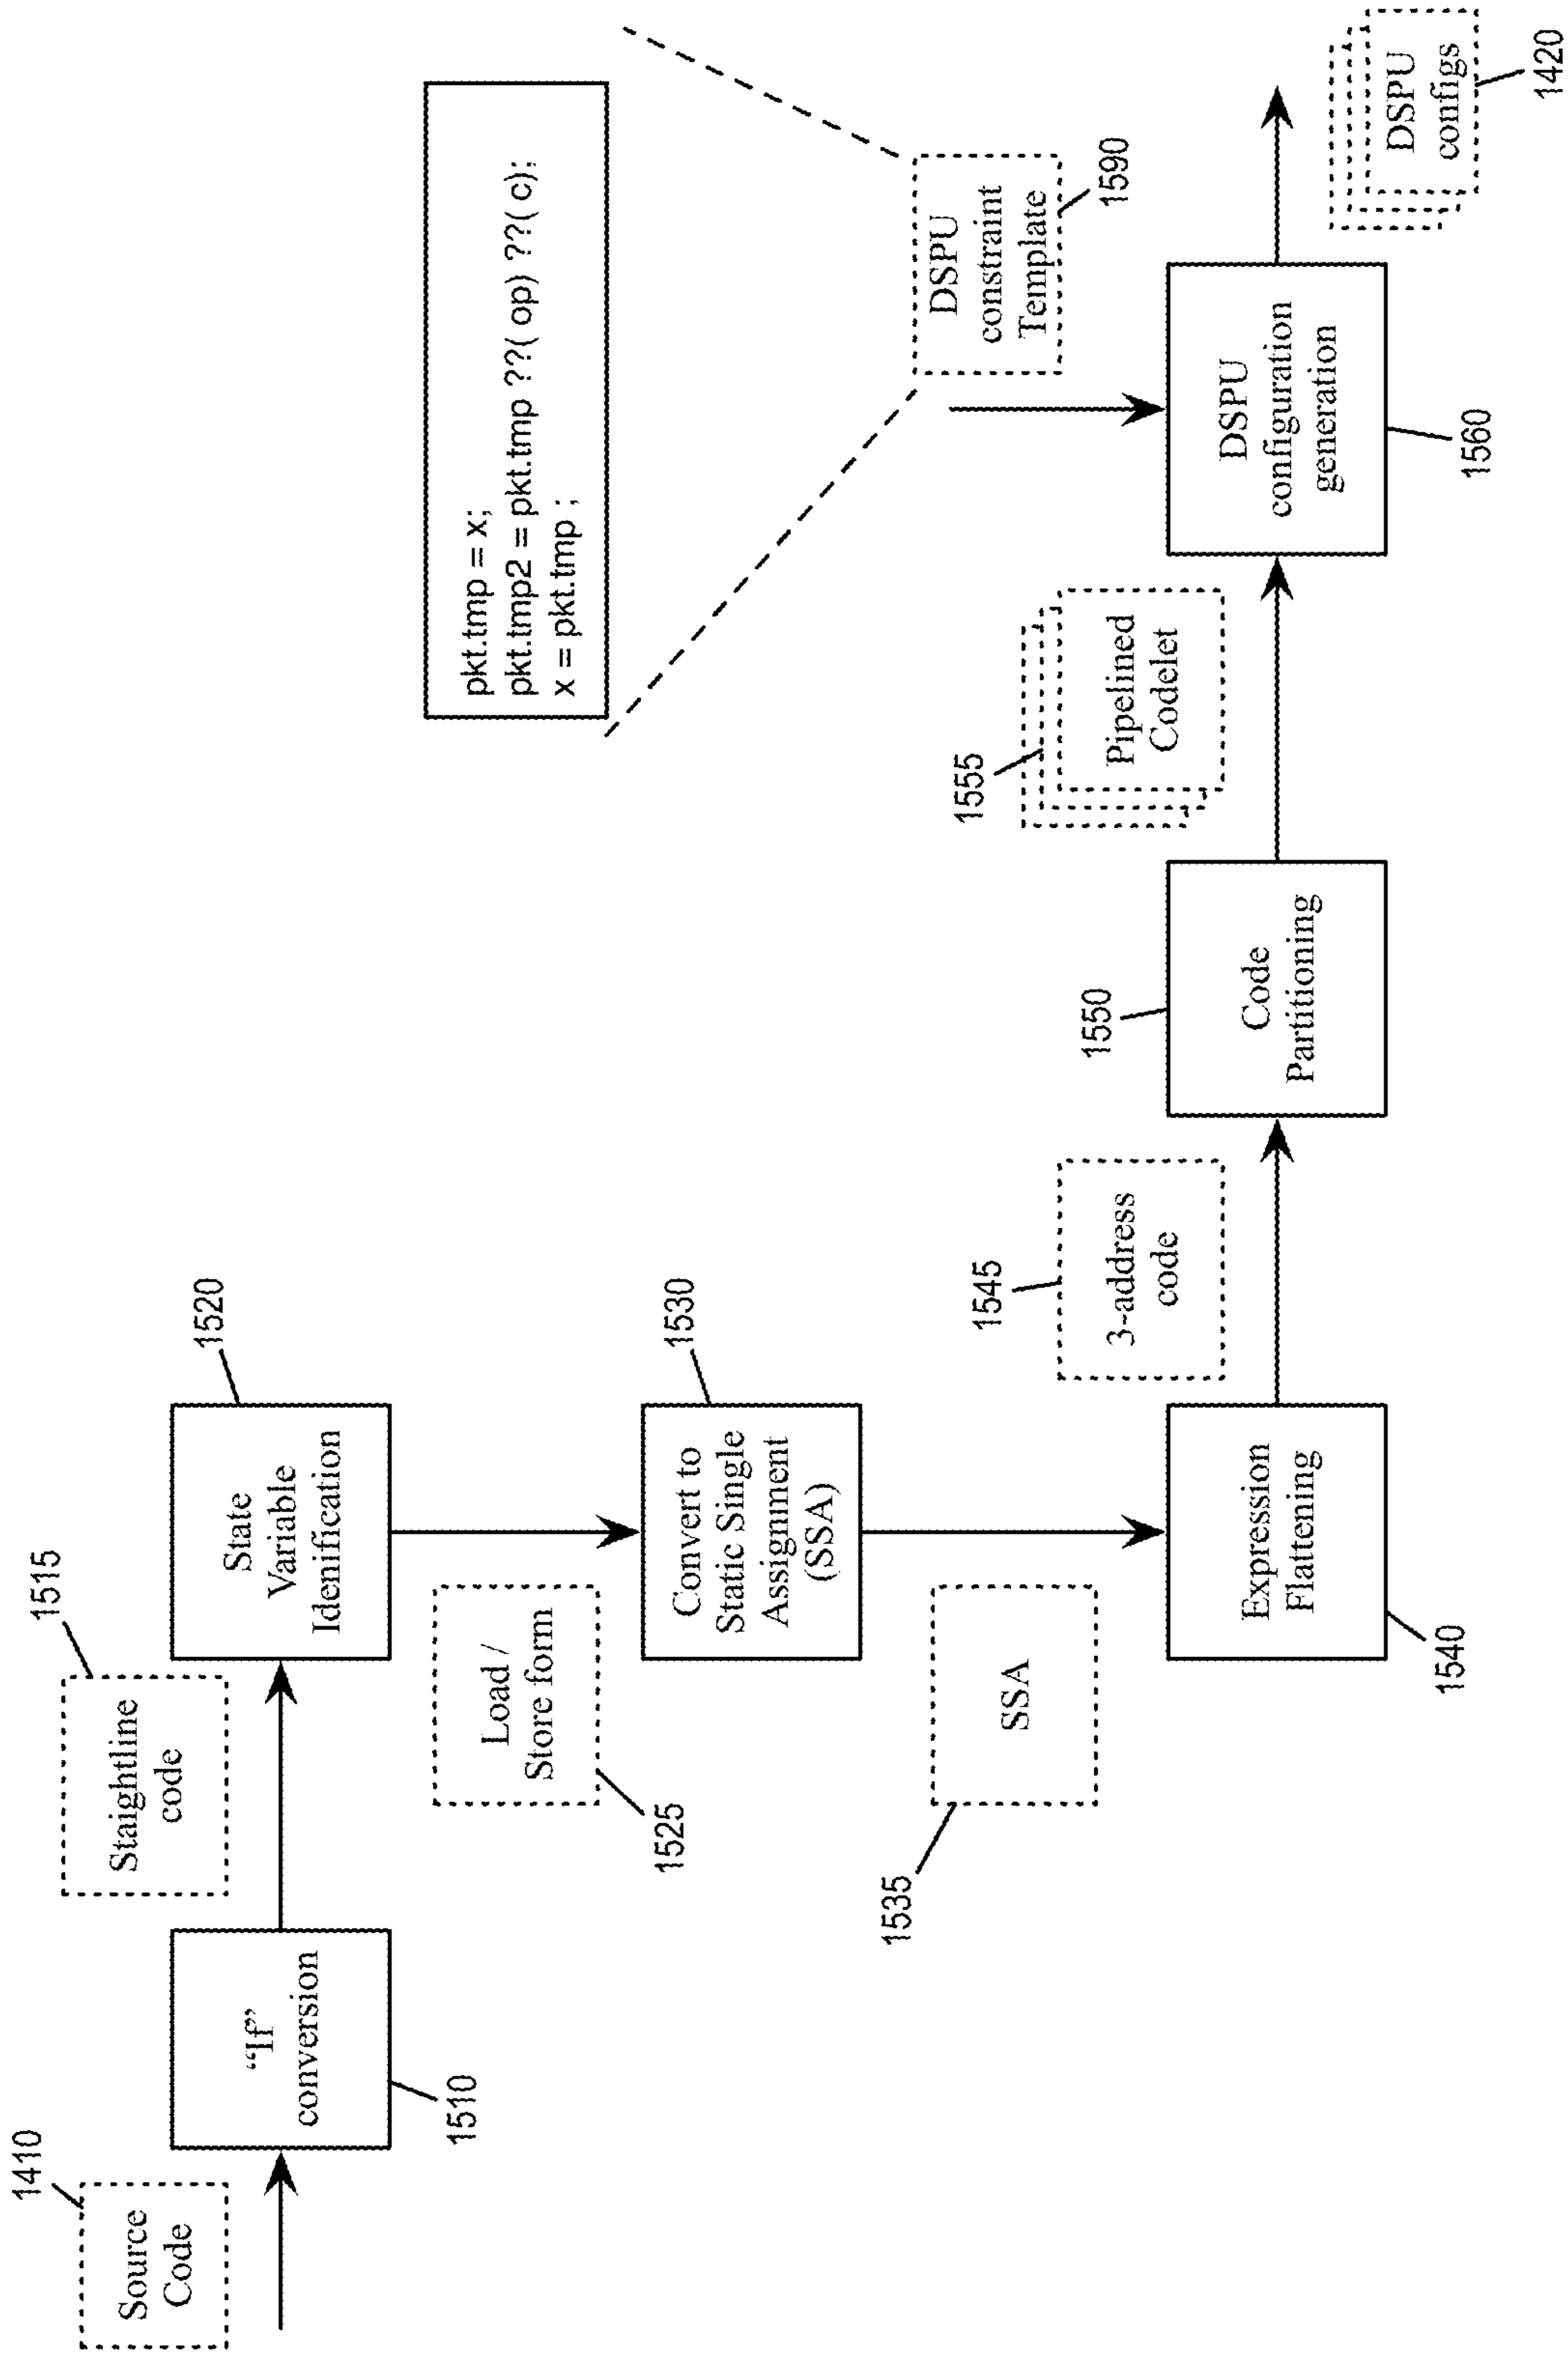 1410
Source
Code
"If"
conversion
1510
1515
Staightline
code
1520
State
Variable
Idenification
Load /
Store form
1525
1530
Convert to
Static Single
Assignment
(SSA)
SSA
1535
Expression
Flattening
1540
1545
3-address
code
1550
Code
Partitioning
1555
Pipelined
Codelet
pkt.tmp = x;
pkt.tmp2 = pkt.tmp ??( op) ??( c);
x = pkt.tmp ;
DSPU
constraint
Template
1590
DSPU
configuration
generation
1560
DSPU
configs
1420